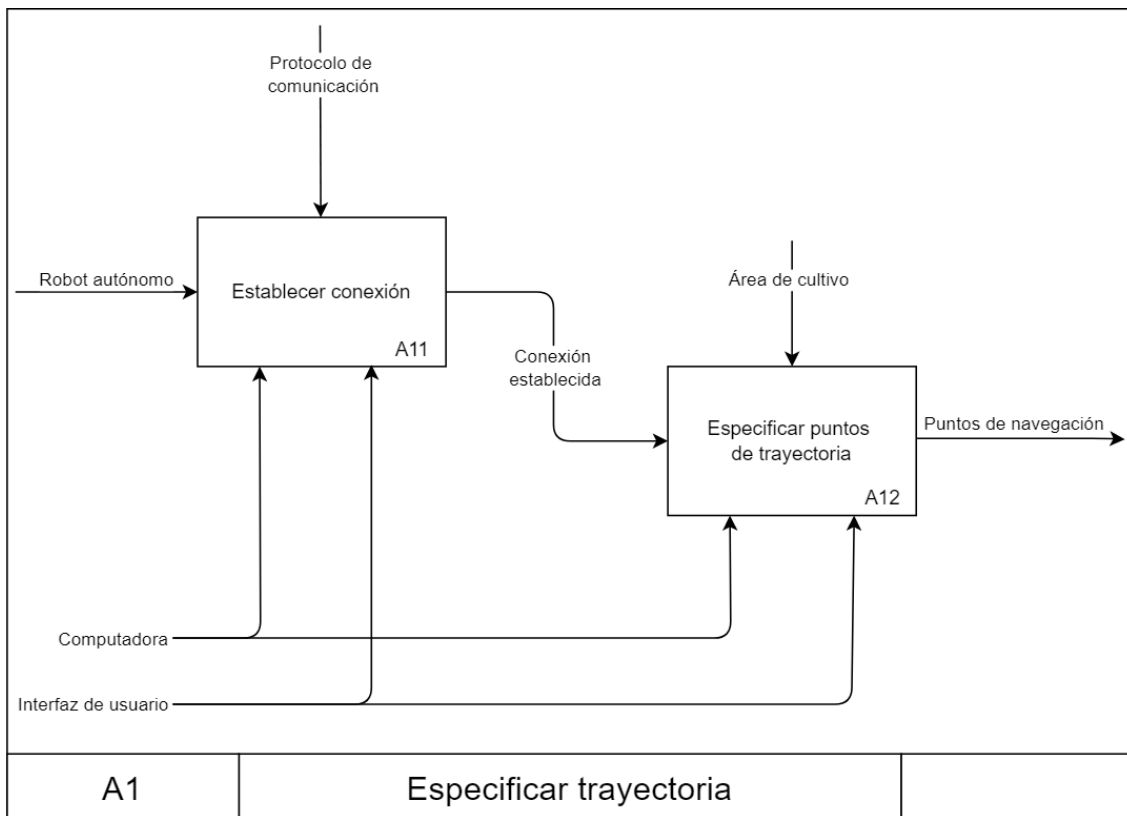 Protocolo de
comunicación
Robot autónomo
Establecer conexión
A11
Área de cultivo
Conexión
establecida
Especificar puntos
de trayectoria
A12
Puntos de navegación
Computadora
Interfaz de usuario
A1
Especificar trayectoria